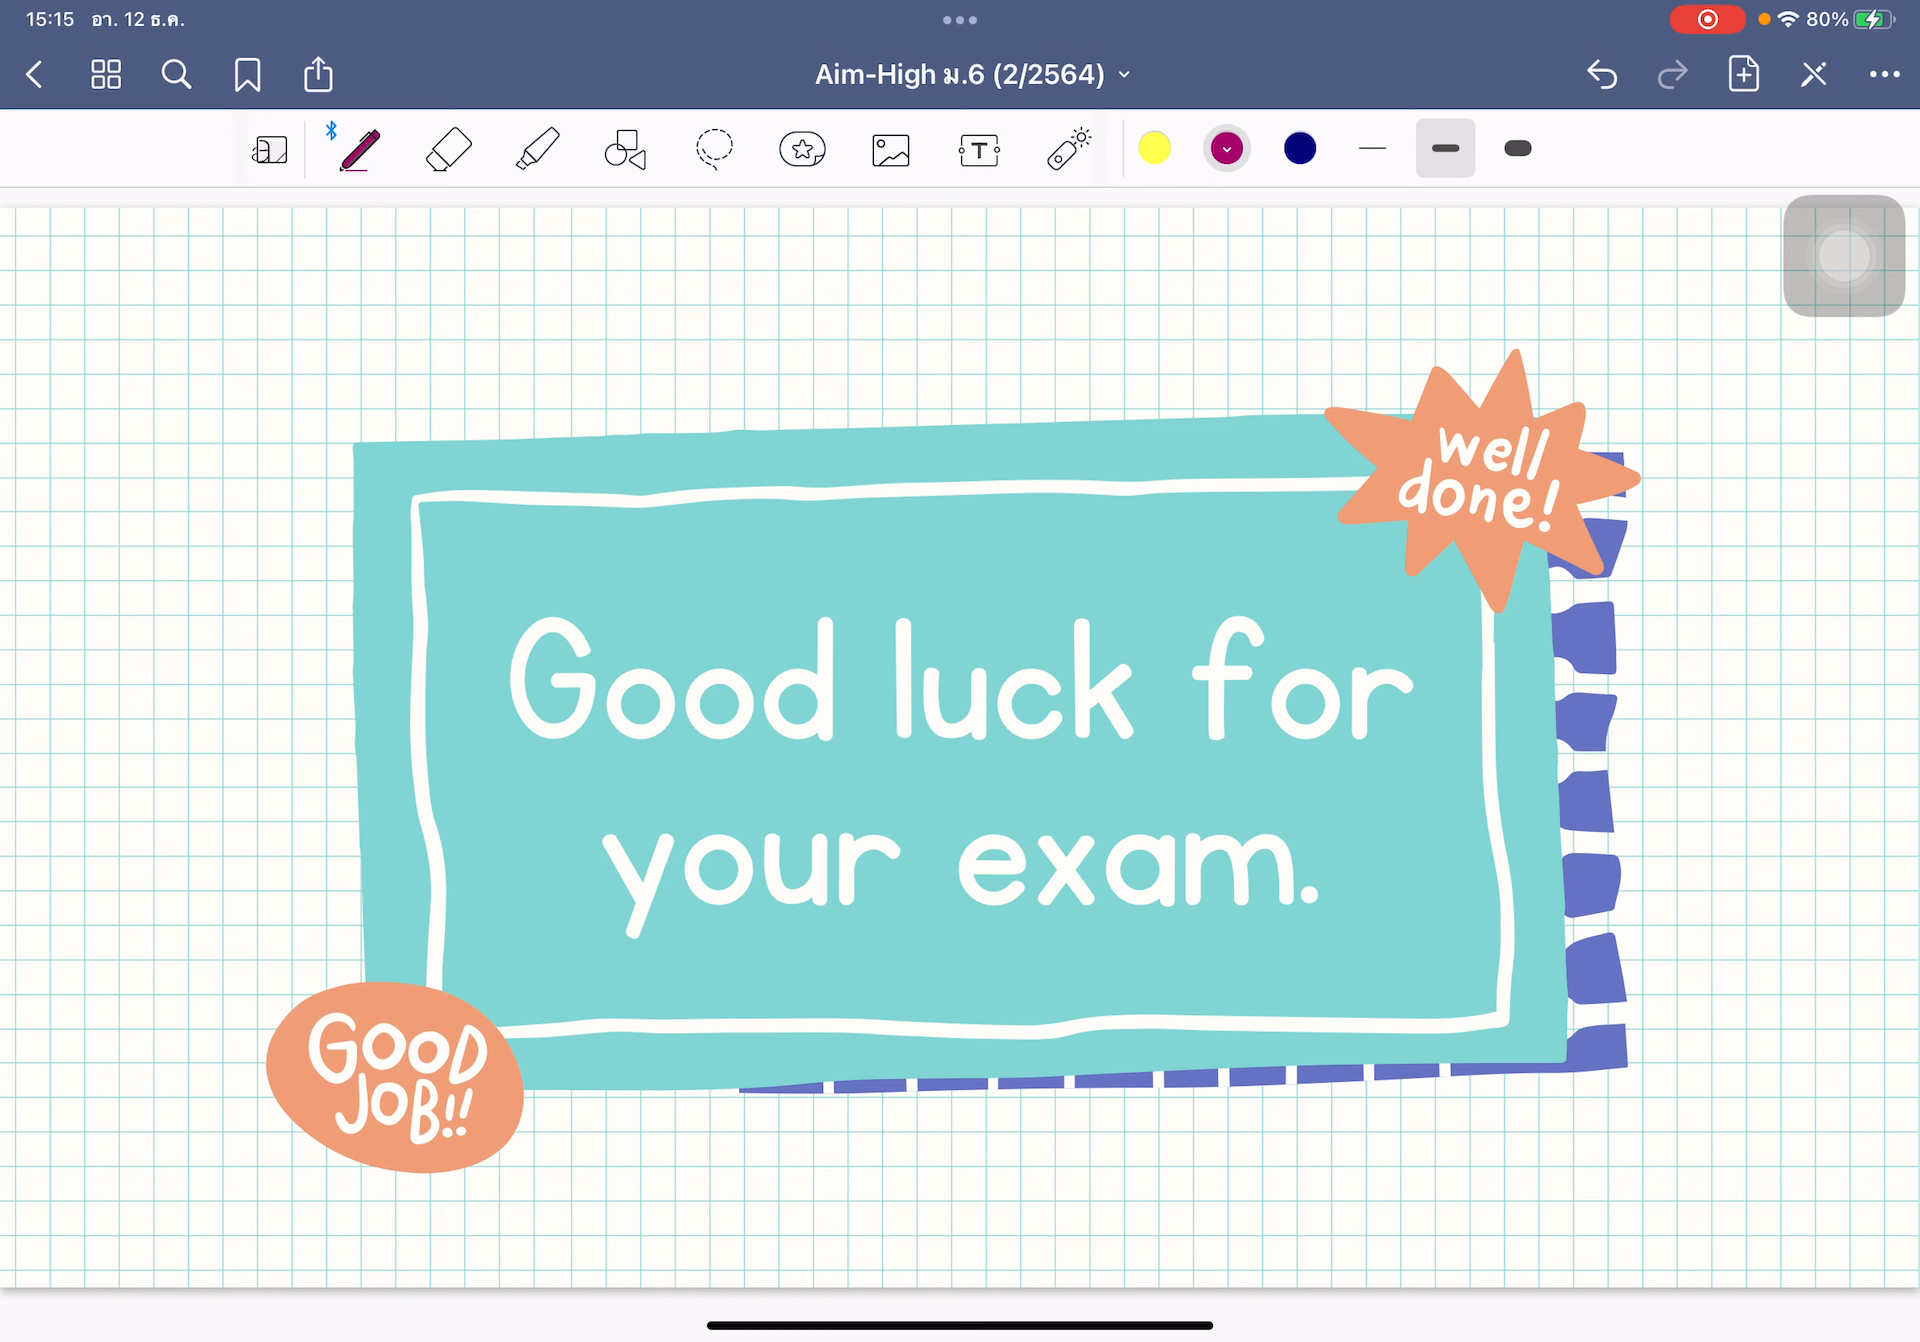 15:15 อา. 12 ธ.ค.
80%
Aim-High ม.6 (2/2564)
well
done!
Good luck for
your exam.
GOOD
JOB!!